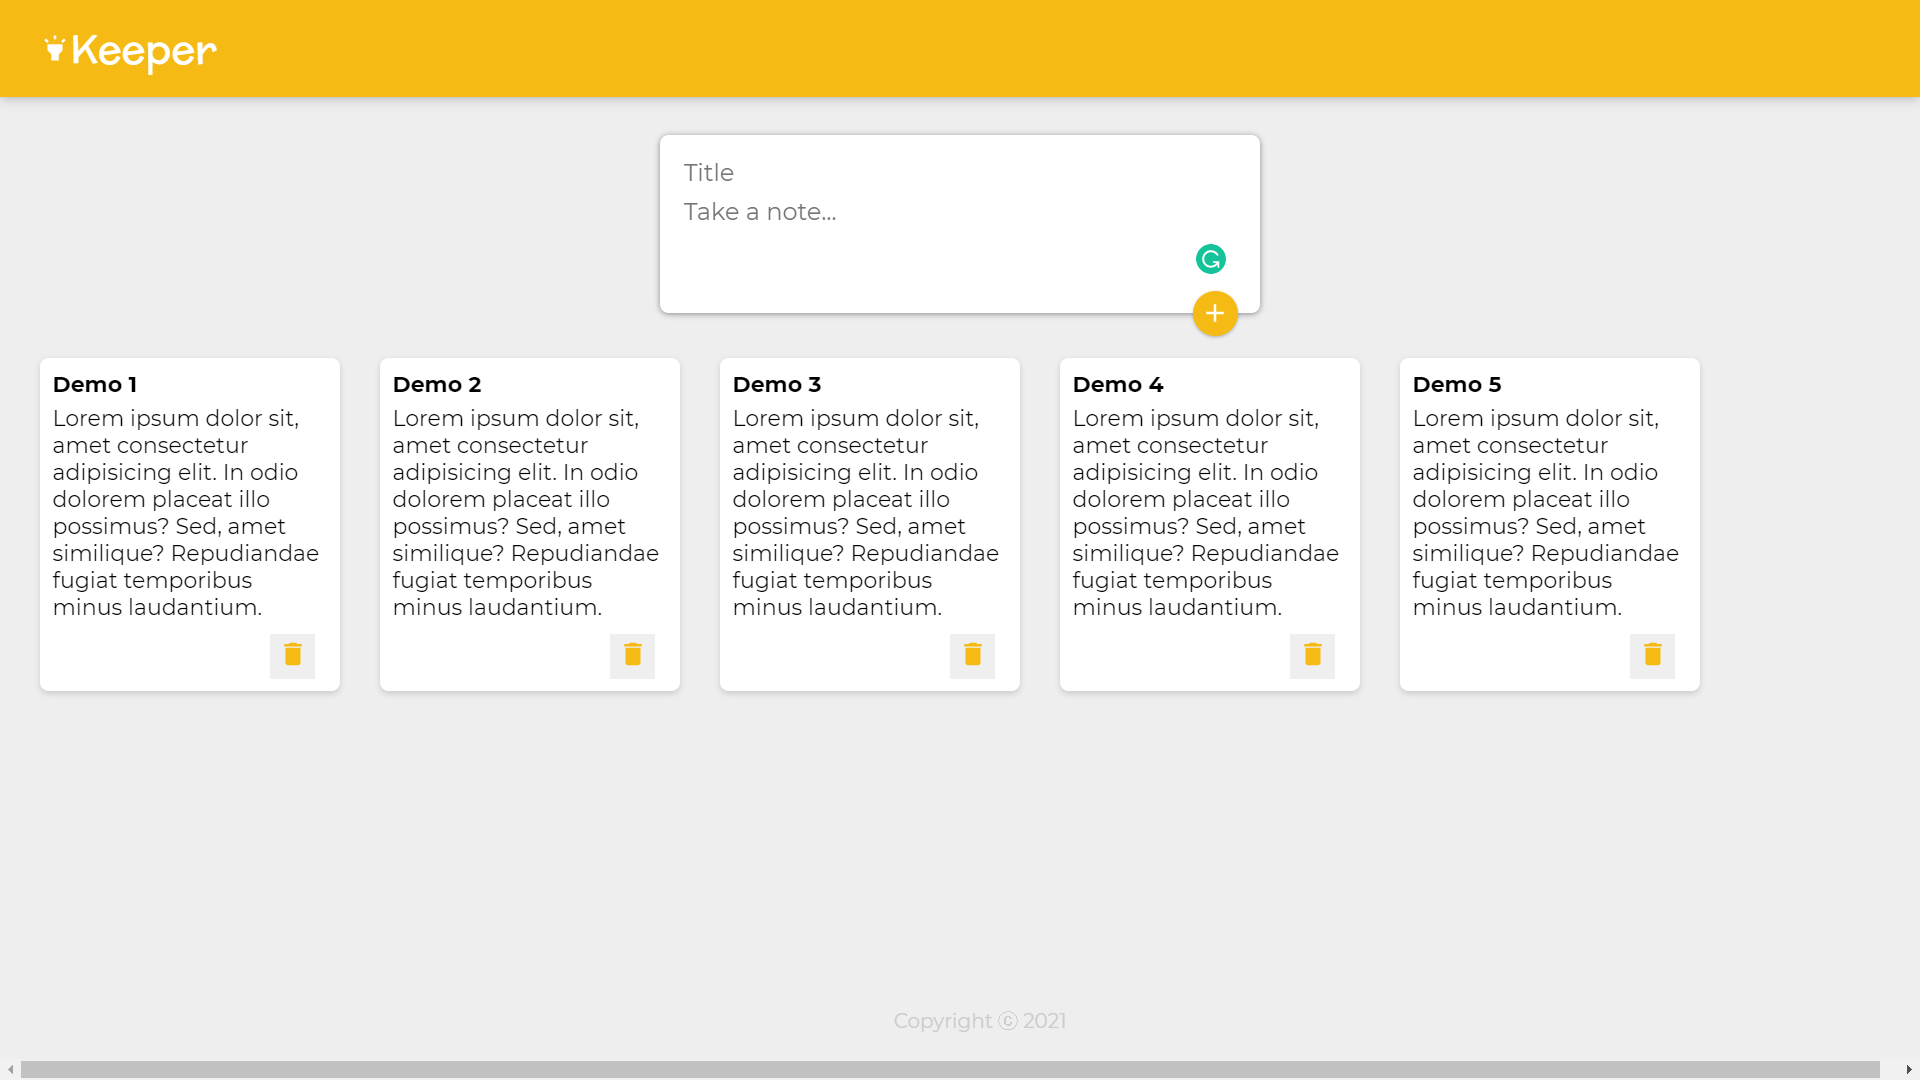 Keeper
Title
Take a note...
Demo 1
Lorem ipsum dolor sit,
amet consectetur
adipisicing elit. In odio
dolorem placeat illo
possimus? Sed, amet
similique? Repudiandae
fugiat temporibus
minus laudantium.
Demo 2
Lorem ipsum dolor sit,
amet consectetur
adipisicing elit. In odio
dolorem placeat illo
possimus? Sed, amet
similique? Repudiandae
fugiat temporibus
minus laudantium.
Demo 3
Lorem ipsum dolor sit,
amet consectetur
adipisicing elit. In odio
dolorem placeat illo
possimus? Sed, amet
similique? Repudiandae
fugiat temporibus
minus laudantium.
Demo 4
Lorem ipsum dolor sit,
amet consectetur
adipisicing elit. In odio
dolorem placeat illo
possimus? Sed, amet
similique? Repudiandae
fugiat temporibus
minus laudantium.
Demo 5
Lorem ipsum dolor sit,
amet consectetur
adipisicing elit. In odio
dolorem placeat illo
possimus? Sed, amet
similique? Repudiandae
fugiat temporibus
minus laudantium.
Copyright ⓒ 2021